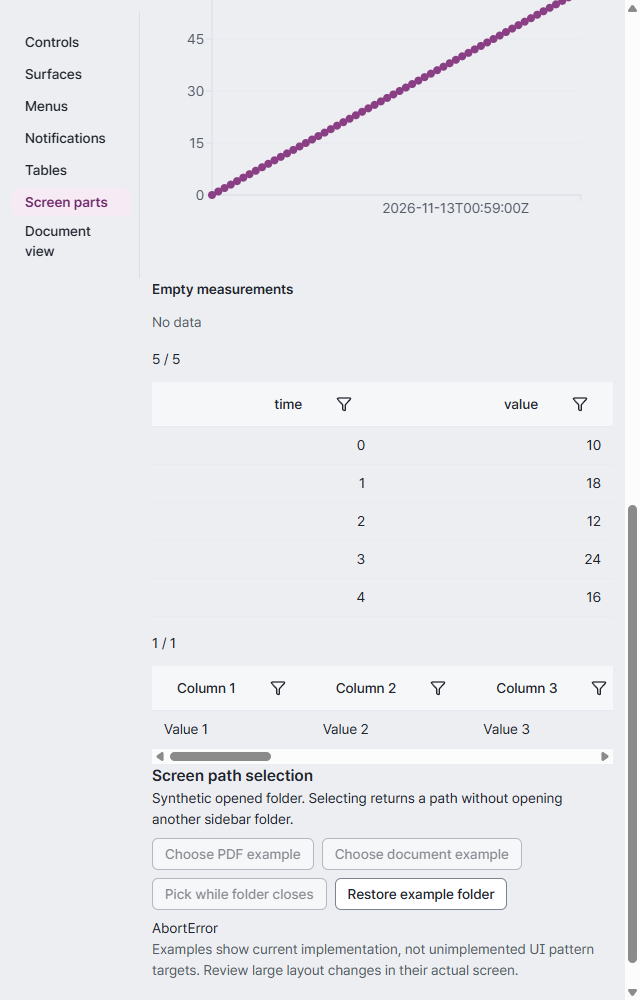 Controls
Surfaces
Menus
Notifications
Tables
Screen parts
Document
view
45
30
15
0
2026-11-13T00:59:00Z
Empty measurements
No data
5 / 5
time value
0 10
1 18
2 12
3 24
4 16
1 / 1
Column 1 Column 2 Column 3
Value 1 Value 2 Value 3
Screen path selection
Synthetic opened folder. Selecting returns a path without opening
another sidebar folder.
Choose PDF example Choose document example
Pick while folder closes Restore example folder
AbortError
Examples show current implementation, not unimplemented UI pattern
targets. Review large layout changes in their actual screen.